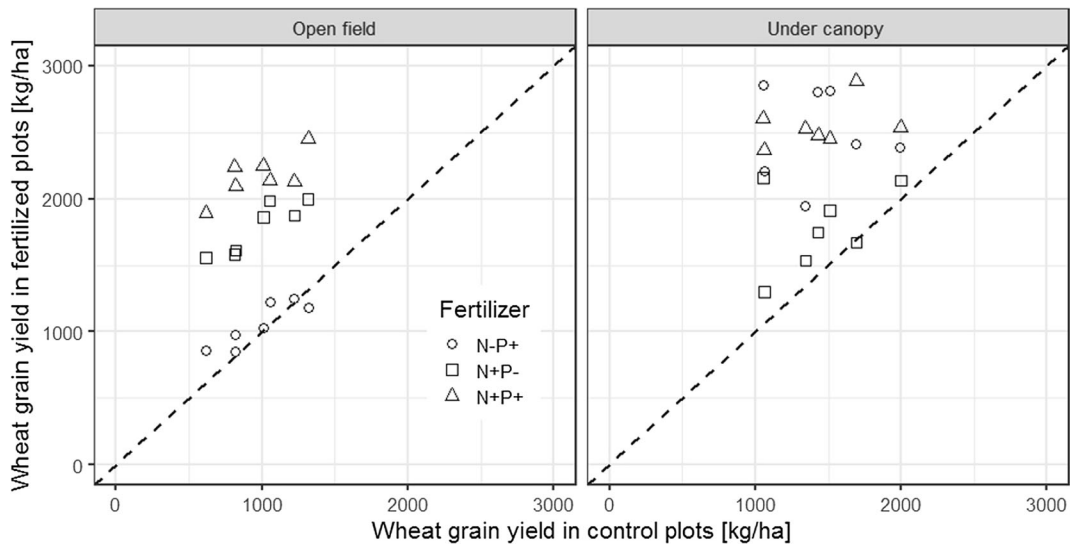 Open field
Under canopy
Wheat grain yield in fertilized plots [kg/ha]
3000
2000
1000
0
Fertilizer
N-P+
N+P-
N+P+
0 1000 2000 3000
0 1000 2000 3000
Wheat grain yield in control plots [kg/ha]